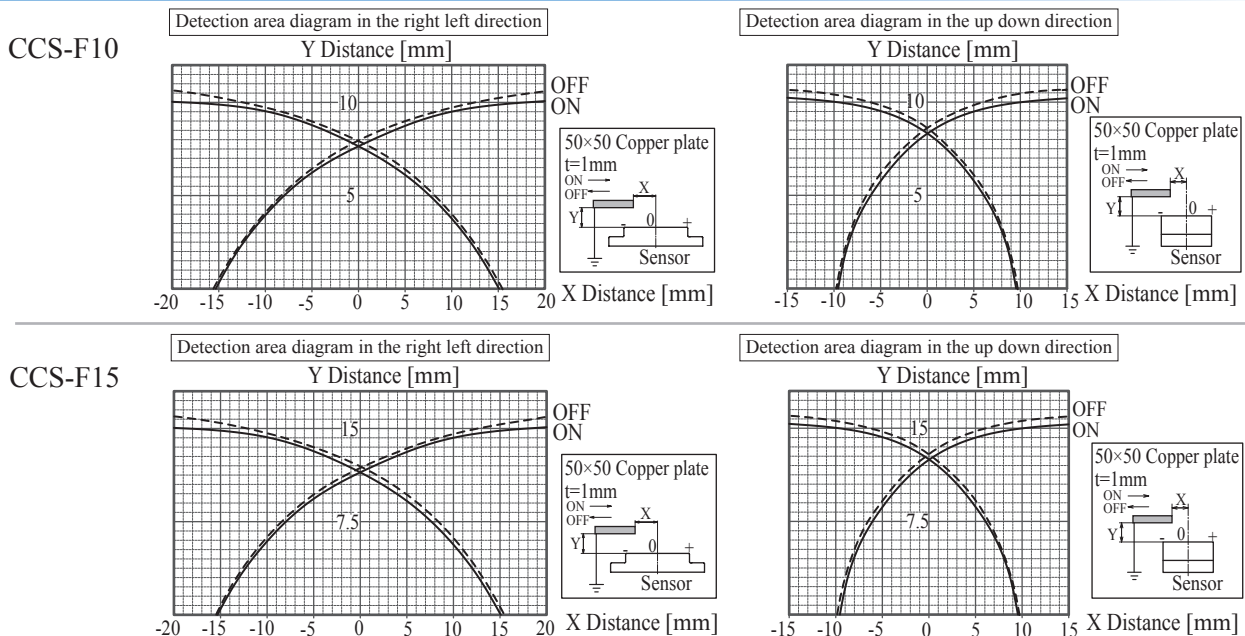 CCS-F10
Detection area diagram in the right left direction
Y Distance [mm]
10
5
OFF
ON
-20 -15 -10 -5 0 5 10 15 20
50×50 Copper plate
t=1mm
ON
OFF
X
Y
- 0 +
Sensor
X Distance [mm]
Detection area diagram in the up down direction
Y Distance [mm]
10
5
OFF
ON
-15 -10 -5 0 5 10 15
50×50 Copper plate
t=1mm
ON
OFF
X
Y
- 0 +
Sensor
X Distance [mm]
CCS-F15
Detection area diagram in the right left direction
Y Distance [mm]
15
7.5
OFF
ON
-20 -15 -10 -5 0 5 10 15 20
50×50 Copper plate
t=1mm
ON
OFF
X
Y
- 0 +
Sensor
X Distance [mm]
Detection area diagram in the up down direction
Y Distance [mm]
15
7.5
OFF
ON
-15 -10 -5 0 5 10 15
50×50 Copper plate
t=1mm
ON
OFF
X
Y
- 0 +
Sensor
X Distance [mm]